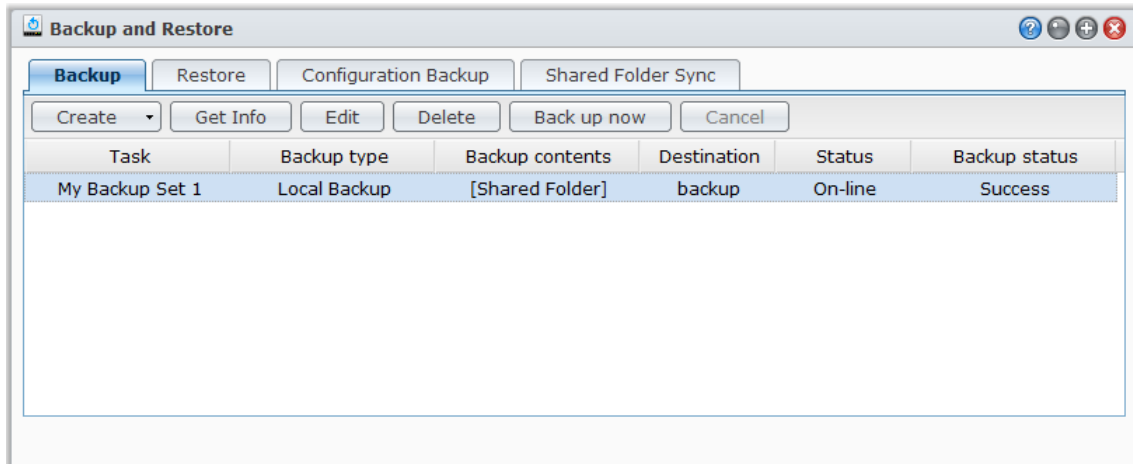 Backup and Restore
Backup Restore Configuration Backup Shared Folder Sync
Create Get Info Edit Delete Back up now Cancel
Task Backup type Backup contents Destination Status Backup status
My Backup Set 1 Local Backup [Shared Folder] backup On-line Success